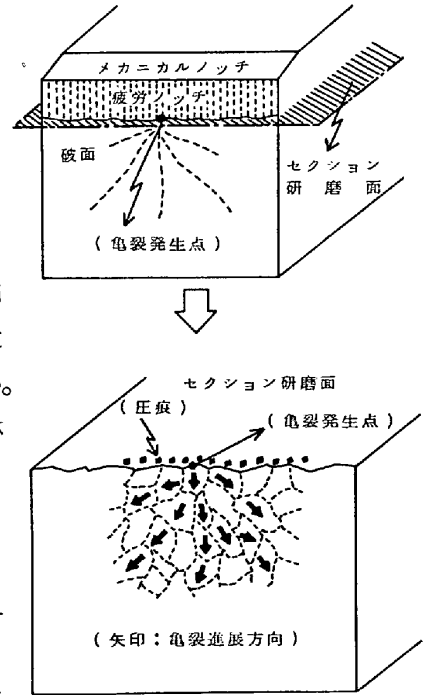 メカニカルノッチ
疲労ノッチ
破面
セクション
研磨面
(亀裂発生点)
セクション研磨面
(圧痕)
(亀裂発生点)
(矢印:亀裂進展方向)